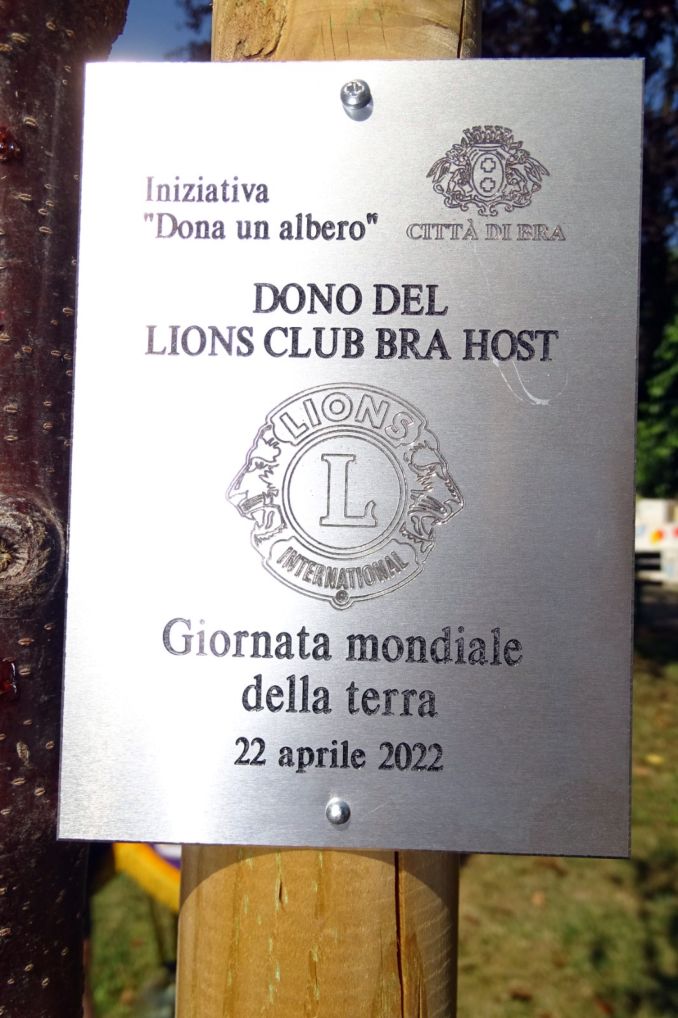 Iniziativa
"Dona un albero"
CITTÀ DI BRA
DONO DEL
LIONS CLUB BRA HOST
LIONS
L
INTERNATIONAL
®
Giornata mondiale
della terra
22 aprile 2022